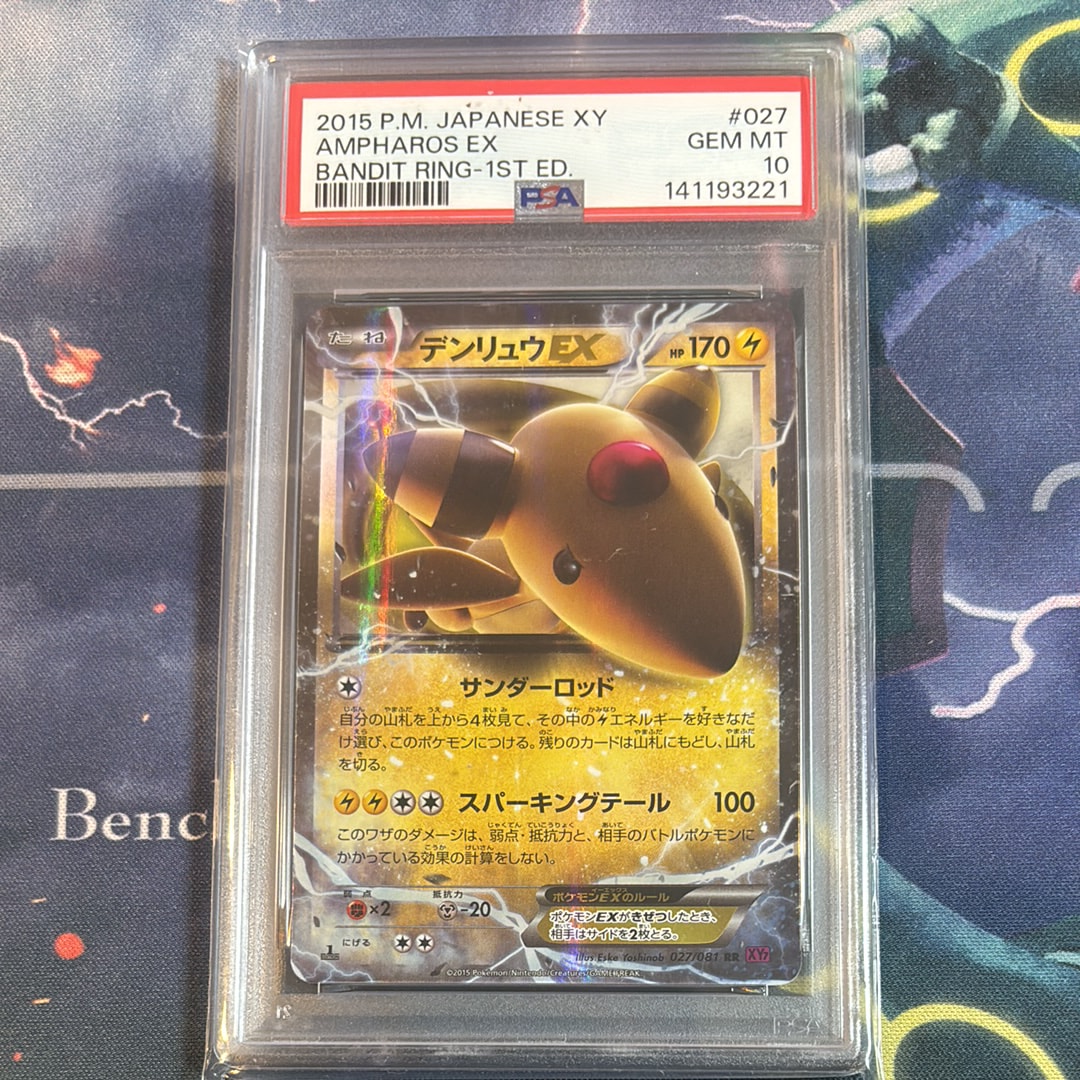 2015 P.M. JAPANESE XY #027
AMPHAROS EX GEM MT
BANDIT RING-1ST ED. 10
PSA 141193221
たね デンリュウEX HP 170
サンダーロッド
自分の山札を上から4枚見て、その中のエネルギーを好きなだ
け選び、このポケモンにつける。残りのカードは山札にもどし、山札
を切る。
スパーキングテール 100
このワザのダメージは、弱点・抵抗力と、相手のバトルポケモンに
かかっている効果の計算をしない。
弱点 抵抗力 ポケモンEXのルール
×2 -20 ポケモンEXがきぜつしたとき、
相手はサイドを2枚とる。
にげる
Illus. Eske Yoshinob 027/081 RR XY7
©2015 Pokémon/Nintendo/Creatures/GAME FREAK
Benc